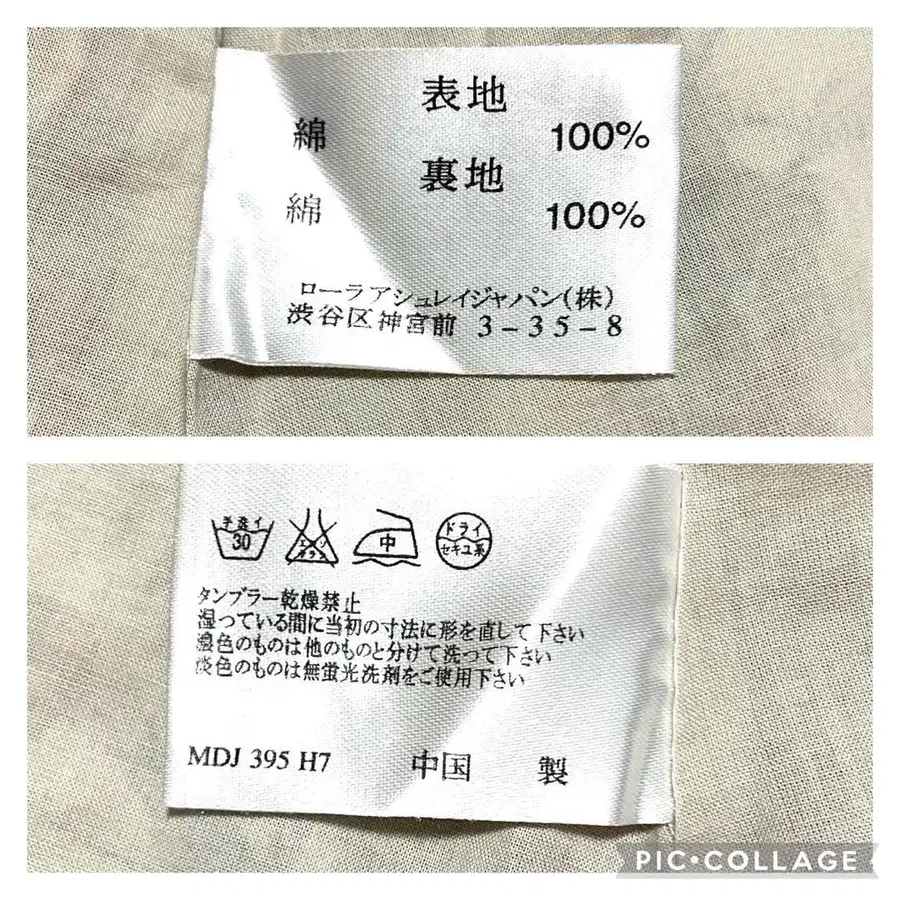 表地
綿 100%
裏地
綿 100%
ローラアシュレイジャパン(株)
渋谷区神宮前 3-35-8
手洗イ
30
エンソ
サラシ
中
ドライ
セキユ系
タンブラー乾燥禁止
湿っている間に当初の寸法に形を直して下さい
濃色のものは他のものと分けて洗って下さい
淡色のものは無蛍光洗剤をご使用下さい
MDJ 395 H7 中国 製
PIC•COLLAGE